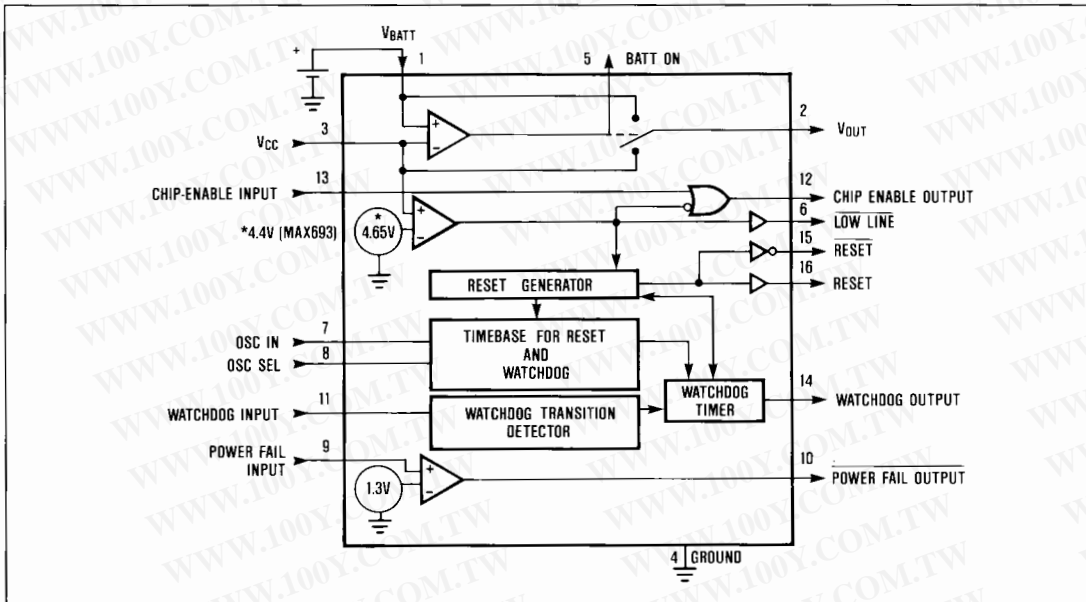 V_BATT
+
1
5 BATT ON
2
V_OUT
3
V_CC
+
−
13
CHIP-ENABLE INPUT
12
CHIP ENABLE OUTPUT
6
LOW LINE
*
4.65V
*4.4V (MAX693)
+
−
15
RESET
16
RESET
RESET GENERATOR
7
OSC IN
8
OSC SEL
TIMEBASE FOR RESET
AND
WATCHDOG
11
WATCHDOG INPUT
WATCHDOG TRANSITION
DETECTOR
WATCHDOG
TIMER
14
WATCHDOG OUTPUT
9
POWER FAIL
INPUT
1.3V
+
−
10
POWER FAIL OUTPUT
4 GROUND
WWW.100Y.COM.TW